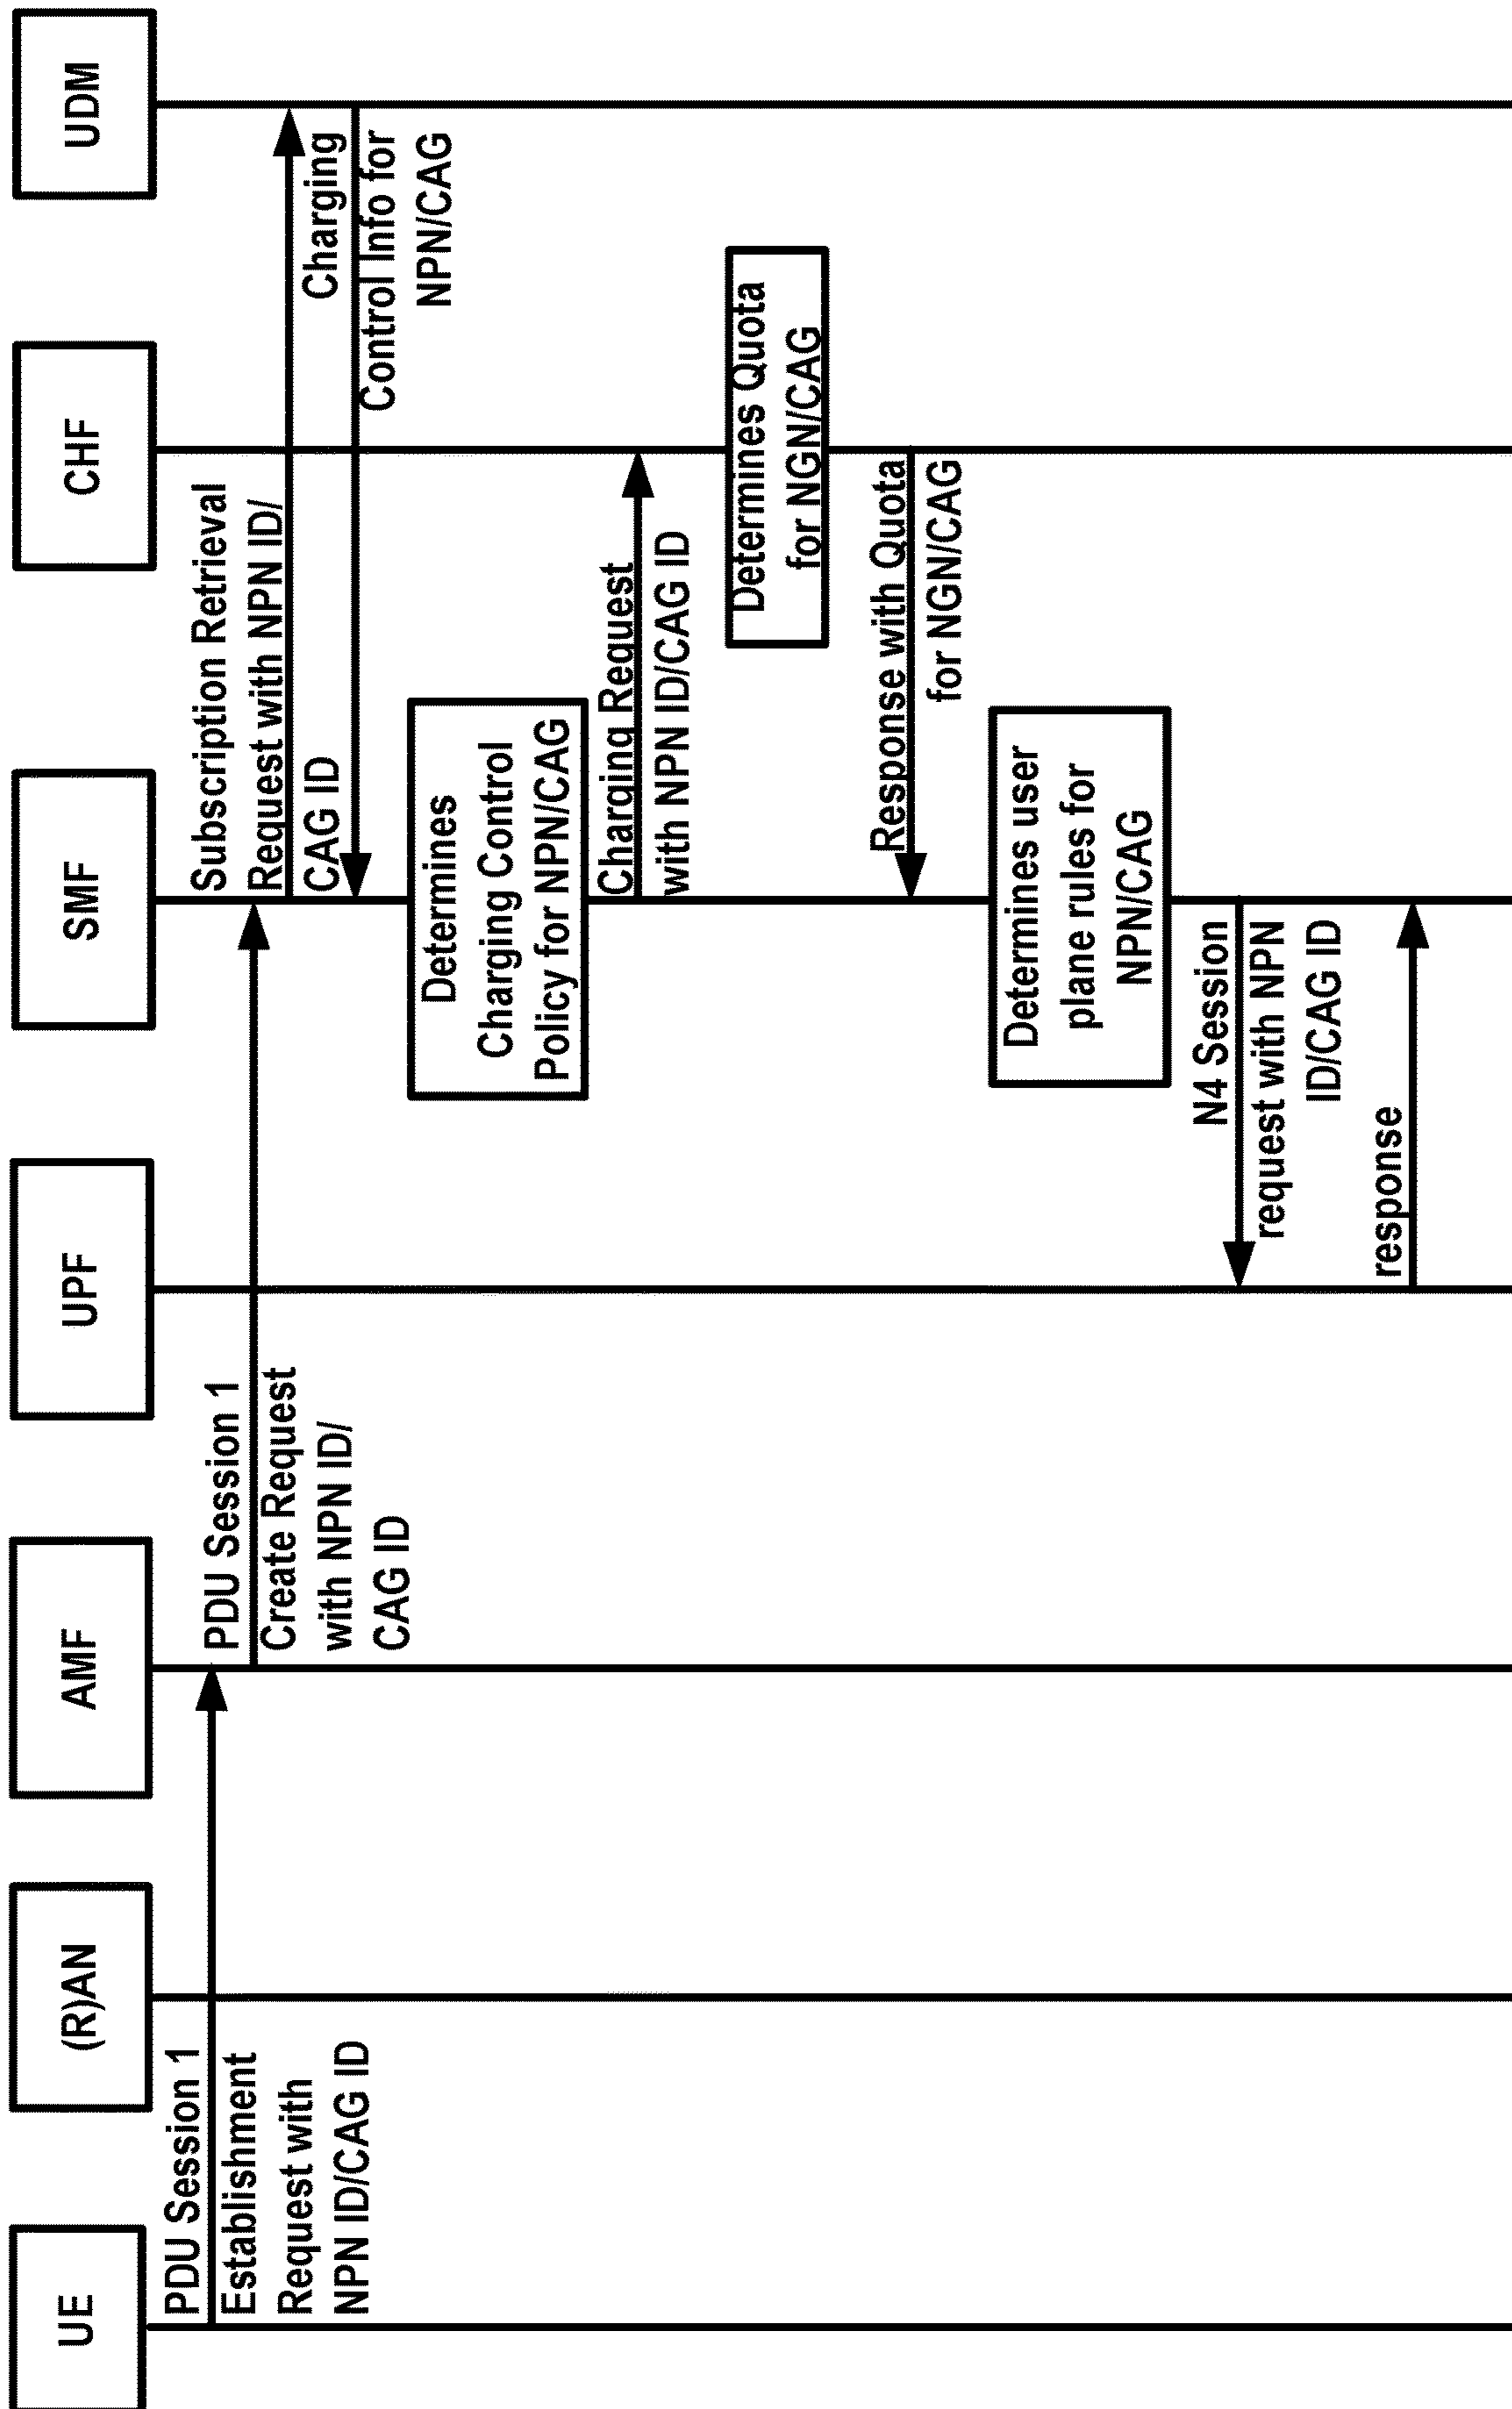 UE
(R)AN
AMF
UPF
SMF
CHF
UDM
PDU Session 1
Establishment
Request with
NPN ID/CAG ID
PDU Session 1
Create Request
with NPN ID/
CAG ID
Subscription Retrieval
Request with NPN ID/
CAG ID
Charging
Control Info for
NPN/CAG
Determines
Charging Control
Policy for NPN/CAG
Charging Request
with NPN ID/CAG ID
Determines Quota
for NGN/CAG
Response with Quota
for NGN/CAG
Determines user
plane rules for
NPN/CAG
N4 Session
request with NPN
ID/CAG ID
response